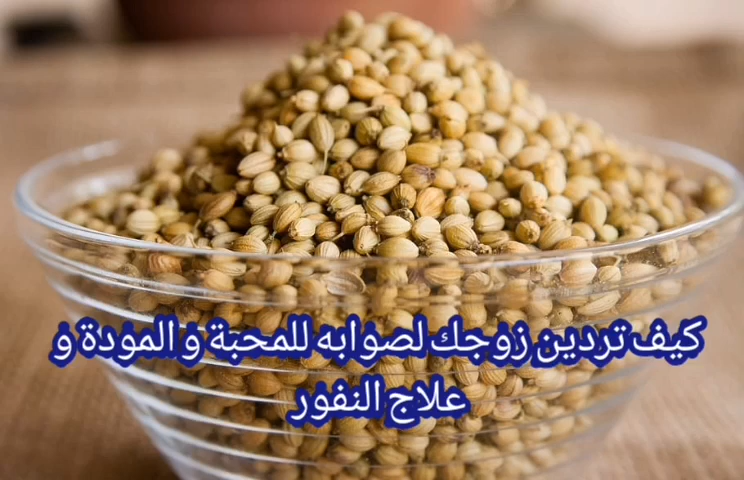 كيف تردين زوجك لصوابه للمحبة و المودة و
علاج النفور